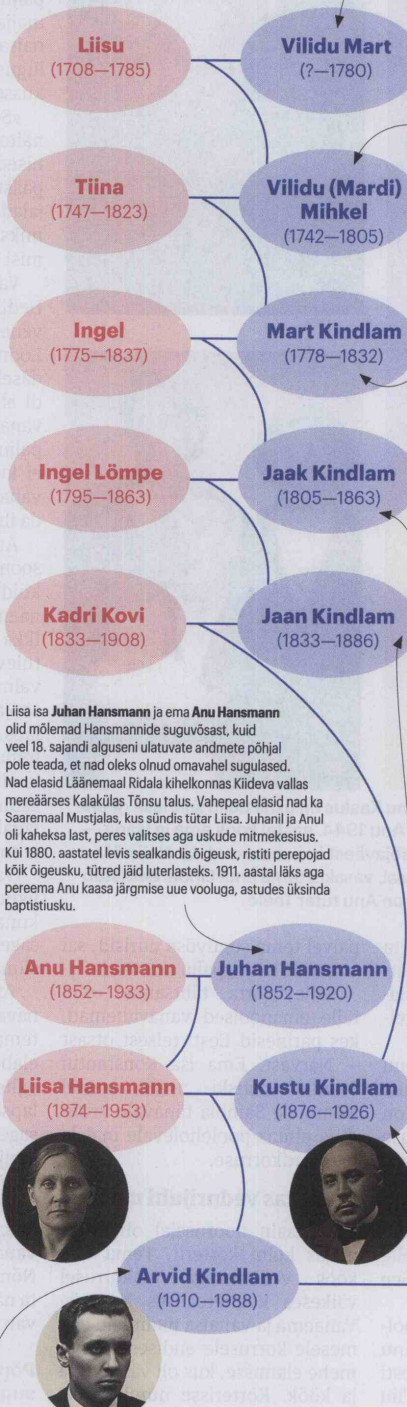 Liisu
(1708—1785)
Vilidu Mart
(?—1780)
Tiina
(1747—1823)
Vilidu (Mardi)
Mihkel
(1742—1805)
Ingel
(1775—1837)
Mart Kindlam
(1778—1832)
Ingel Lömpe
(1795—1863)
Jaak Kindlam
(1805—1863)
Kadri Kovi
(1833—1908)
Jaan Kindlam
(1833—1886)
Liisa isa Juhan Hansmann ja ema Anu Hansmann
olid mõlemad Hansmannide suguvõsast, kuid
veel 18. sajandi alguseni ulatuvate andmete põhjal
pole teada, et nad oleks olnud omavahel sugulased.
Nad elasid Läänemaal Ridala kihelkonnas Kiideva vallas
mereäärses Kalakülas Tõnsu talus. Vahepeal elasid nad ka
Saaremaal Mustjalas, kus sündis tütar Liisa. Juhanil ja Anul
oli kaheksa last, peres valitses aga uskude mitmekesisus.
Kui 1880. aastatel levis sealkandis õigeusk, ristiti perepojad
kõik õigeusku, tütred jäid luterlasteks. 1911. aastal läks aga
pereema Anu kaasa järgmise uue vooluga, astudes üksinda
baptistiusku.
Anu Hansmann
(1852—1933)
Juhan Hansmann
(1852—1920)
Liisa Hansmann
(1874—1953)
Kustu Kindlam
(1876—1926)
Arvid Kindlam
(1910—1988)